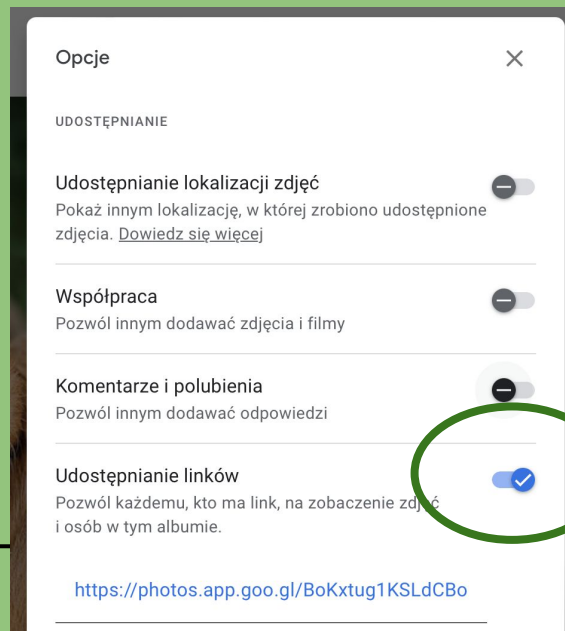 Opcje
UDOSTĘPNIANIE
Udostępnianie lokalizacji zdjęć
Pokaż innym lokalizację, w której zrobiono udostępnione
zdjęcia. Dowiedz się więcej
Współpraca
Pozwól innym dodawać zdjęcia i filmy
Komentarze i polubienia
Pozwól innym dodawać odpowiedzi
Udostępnianie linków
Pozwól każdemu, kto ma link, na zobaczenie zdjęć
i osób w tym albumie.
https://photos.app.goo.gl/BoKxtug1KSLdCBo